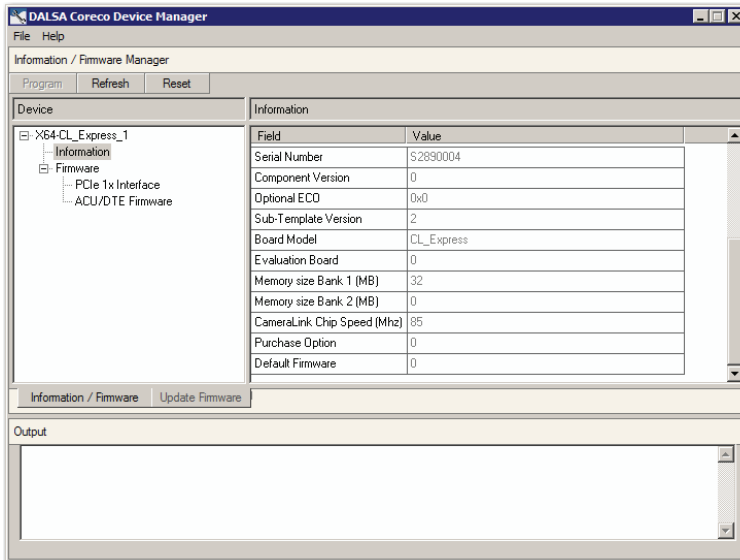 DALSA Coreco Device Manager
File Help
Information / Firmware Manager
Program Refresh Reset
Device Information
X64-CL_Express_1
Information
Firmware
PCIe 1x Interface
ACU/DTE Firmware
Field Value
Serial Number S2890004
Component Version 0
Optional ECO 0x0
Sub-Template Version 2
Board Model CL_Express
Evaluation Board 0
Memory size Bank 1 (MB) 32
Memory size Bank 2 (MB) 0
CameraLink Chip Speed (Mhz) 85
Purchase Option 0
Default Firmware 0
Information / Firmware Update Firmware
Output